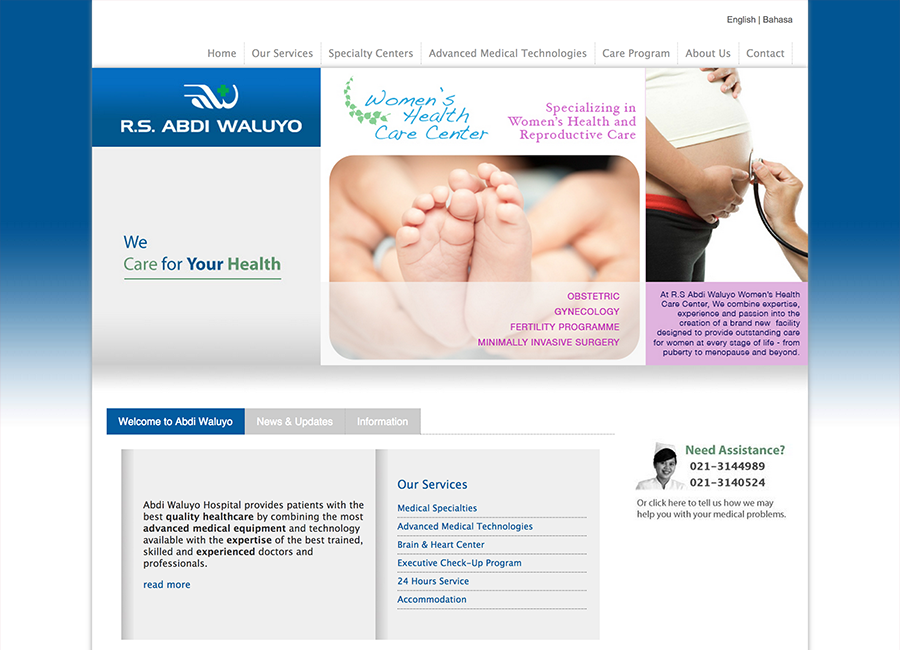 English | Bahasa
Home
Our Services
Specialty Centers
Advanced Medical Technologies
Care Program
About Us
Contact
R.S. ABDI WALUYO
We
Care for Your Health
Women's
Health
Care Center
Specializing in
Women's Health and
Reproductive Care
OBSTETRIC
GYNECOLOGY
FERTILITY PROGRAMME
MINIMALLY INVASIVE SURGERY
At R.S Abdi Waluyo Women's Health
Care Center, We combine expertise,
experience and passion into the
creation of a brand new facility
designed to provide outstanding care
for women at every stage of life - from
puberty to menopause and beyond.
Welcome to Abdi Waluyo
News & Updates
Information
Abdi Waluyo Hospital provides patients with the
best quality healthcare by combining the most
advanced medical equipment and technology
available with the expertise of the best trained,
skilled and experienced doctors and
professionals.
read more
Our Services
Medical Specialties
Advanced Medical Technologies
Brain & Heart Center
Executive Check-Up Program
24 Hours Service
Accommodation
Need Assistance?
021-3144989
021-3140524
Or click here to tell us how we may
help you with your medical problems.